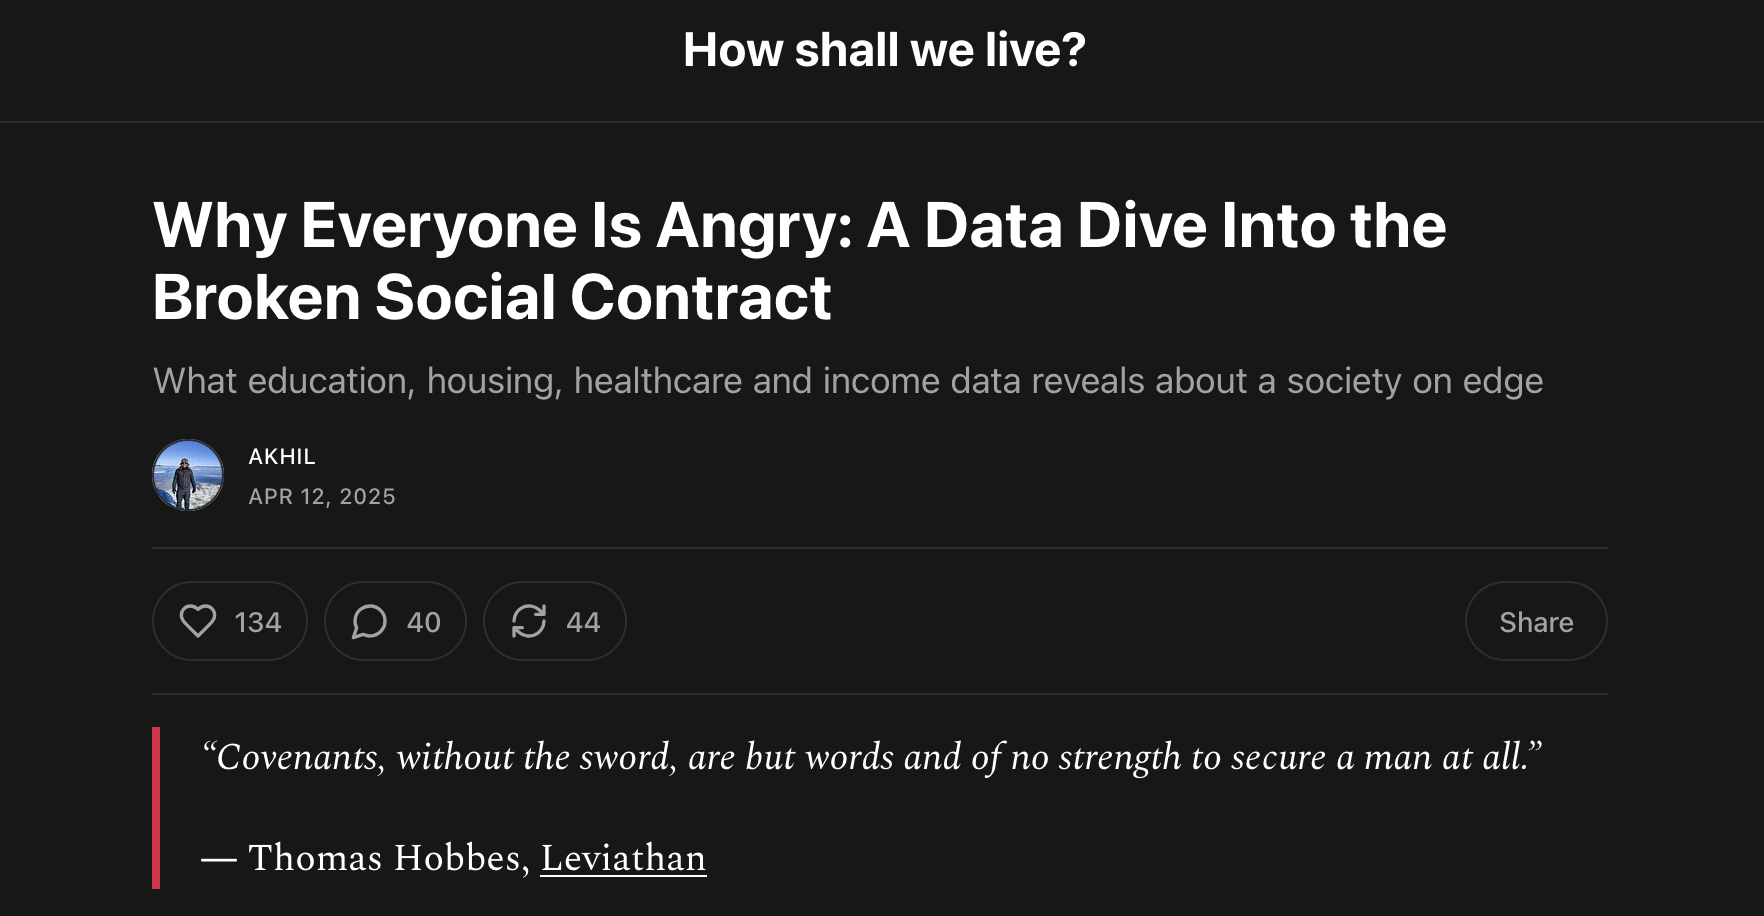 How shall we live?
Why Everyone Is Angry: A Data Dive Into the
Broken Social Contract
What education, housing, healthcare and income data reveals about a society on edge
AKHIL
APR 12, 2025
134
40
44
Share
“Covenants, without the sword, are but words and of no strength to secure a man at all.”
— Thomas Hobbes, Leviathan